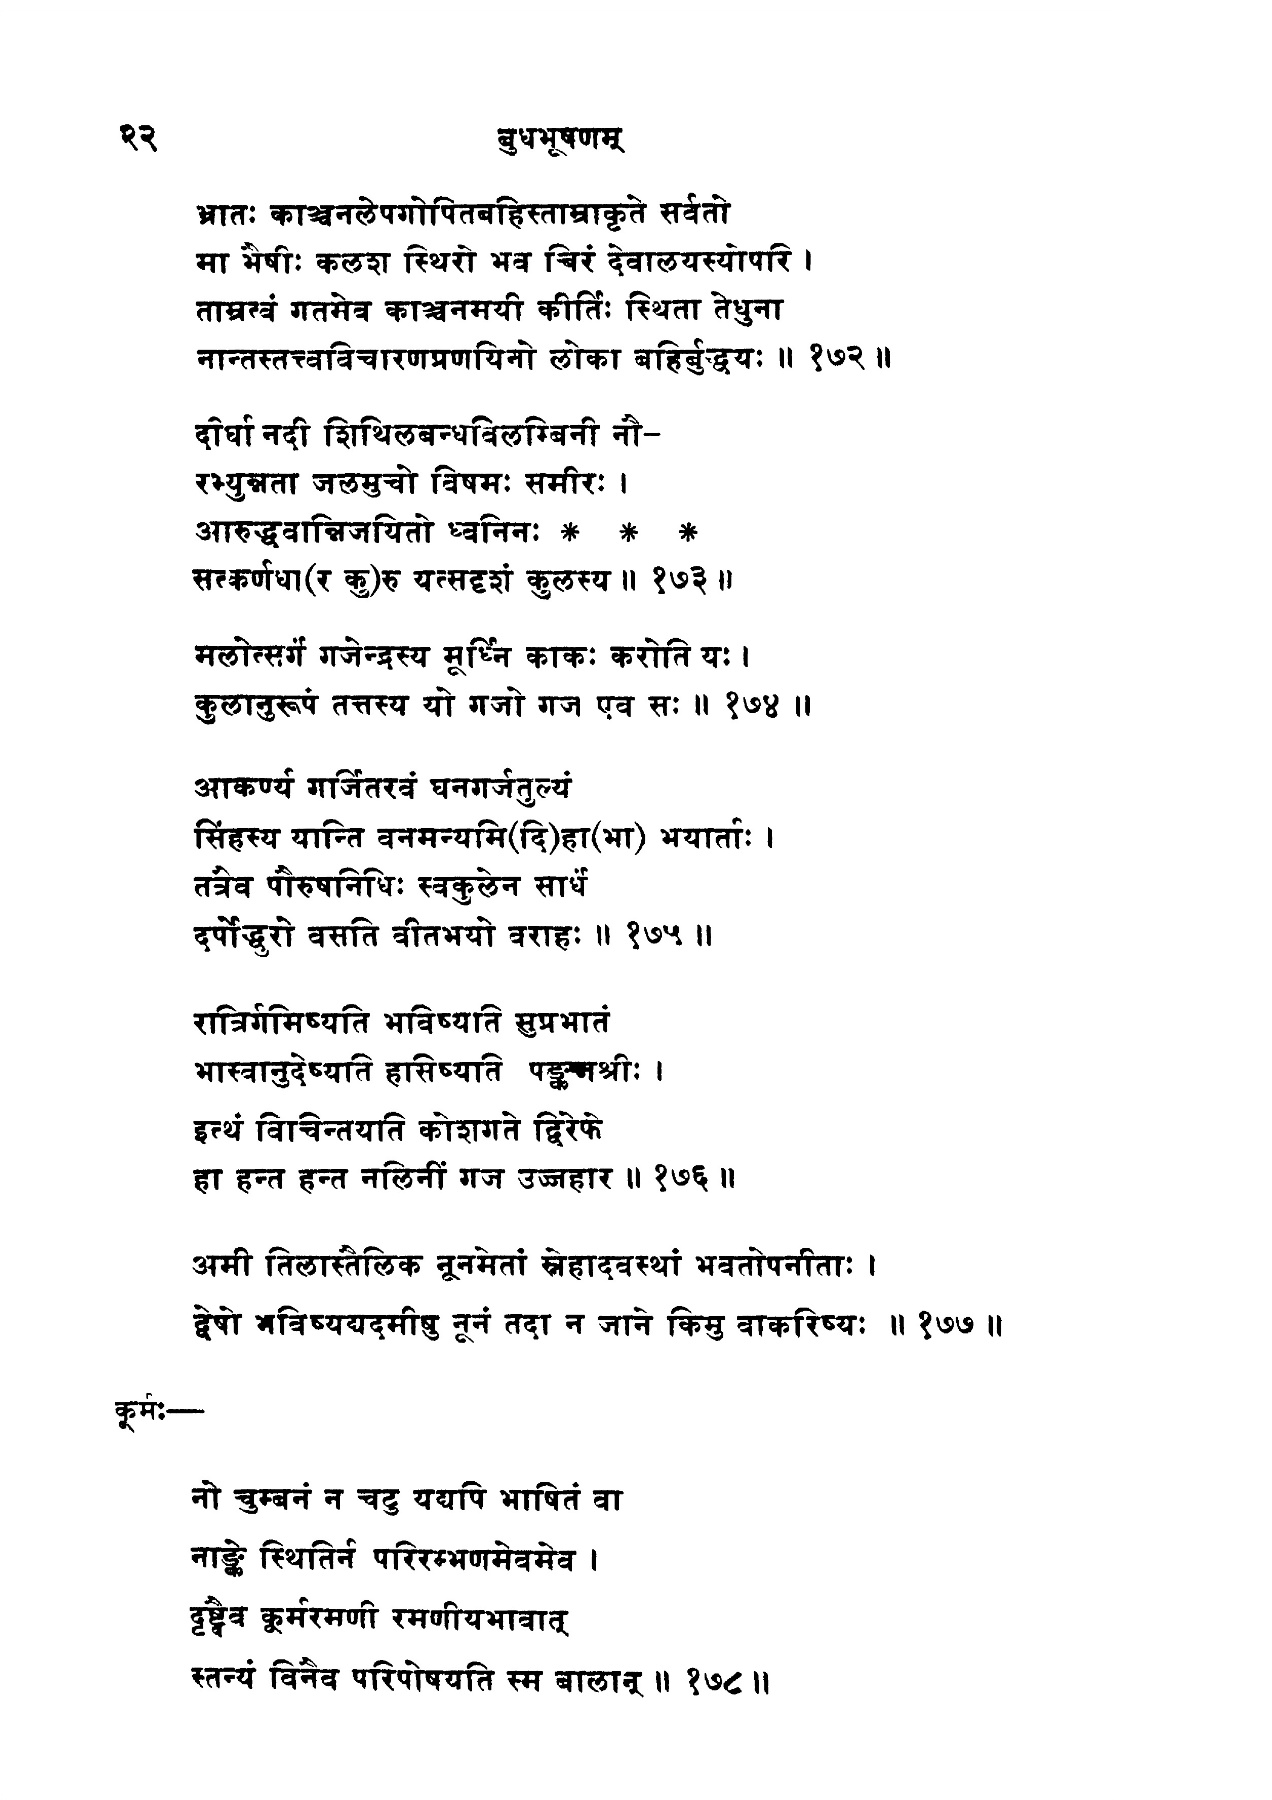 १२
बुधभूषणम्
भ्रातः काञ्चनलेपगोपितबहिस्ताम्राकृते सर्वतो
मा भैषीः कलश स्थिरो भव चिरं देवालयस्योपरि ।
ताम्रत्वं गतमेव काञ्चनमयी कीर्तिः स्थिता तेधुना
नान्तस्तत्त्वविचारणप्रणयिनो लोका बहिर्बुद्धयः ॥ १७२ ॥
दीर्घा नदी शिथिलबन्धविलम्बिनी नौ-
रभ्युन्नता जलमुचो विषमः समीरः ।
आरुद्धवान्निजयितो ध्वनिनः * * *
सत्कर्णधा(र कु)रु यत्सदृशं कुलस्य ॥ १७३ ॥
मलोत्सर्गं गजेन्द्रस्य मूर्ध्नि काकः करोति यः ।
कुलानुरूपं तत्तस्य यो गजो गज एव सः ॥ १७४ ॥
आकर्ण्य गर्जितरवं घनगर्जतुल्यं
सिंहस्य यान्ति वनमन्यमि(दि)हा(भा) भयार्ताः ।
तत्रैव पौरुषनिधिः स्वकुलेन सार्धं
दर्पोद्धुरो वसति वीतभयो वराहः ॥ १७५ ॥
रात्रिर्गमिष्यति भविष्यति सुप्रभातं
भास्वानुदेष्यति हासिष्यति पङ्कजश्रीः ।
इत्थं विचिन्तयति कोशगते द्विरेफे
हा हन्त हन्त नलिनीं गज उज्जहार ॥ १७६ ॥
अमी तिलास्तैलिक नूनमेतां स्नेहादवस्थां भवतोपनीताः ।
द्वेषो भविष्यद्यदमीषु नूनं तदा न जाने किमु वाकरिष्यः ॥ १७७ ॥
कूर्मः—
नो चुम्बनं न चटु यद्यपि भाषितं वा
नाङ्के स्थितिर्न परिरम्भणमेवमेव ।
दृष्ट्वैव कूर्मरमणी रमणीयभावात्
स्तन्यं विनैव परिपोषयति स्म बालान् ॥ १७८ ॥